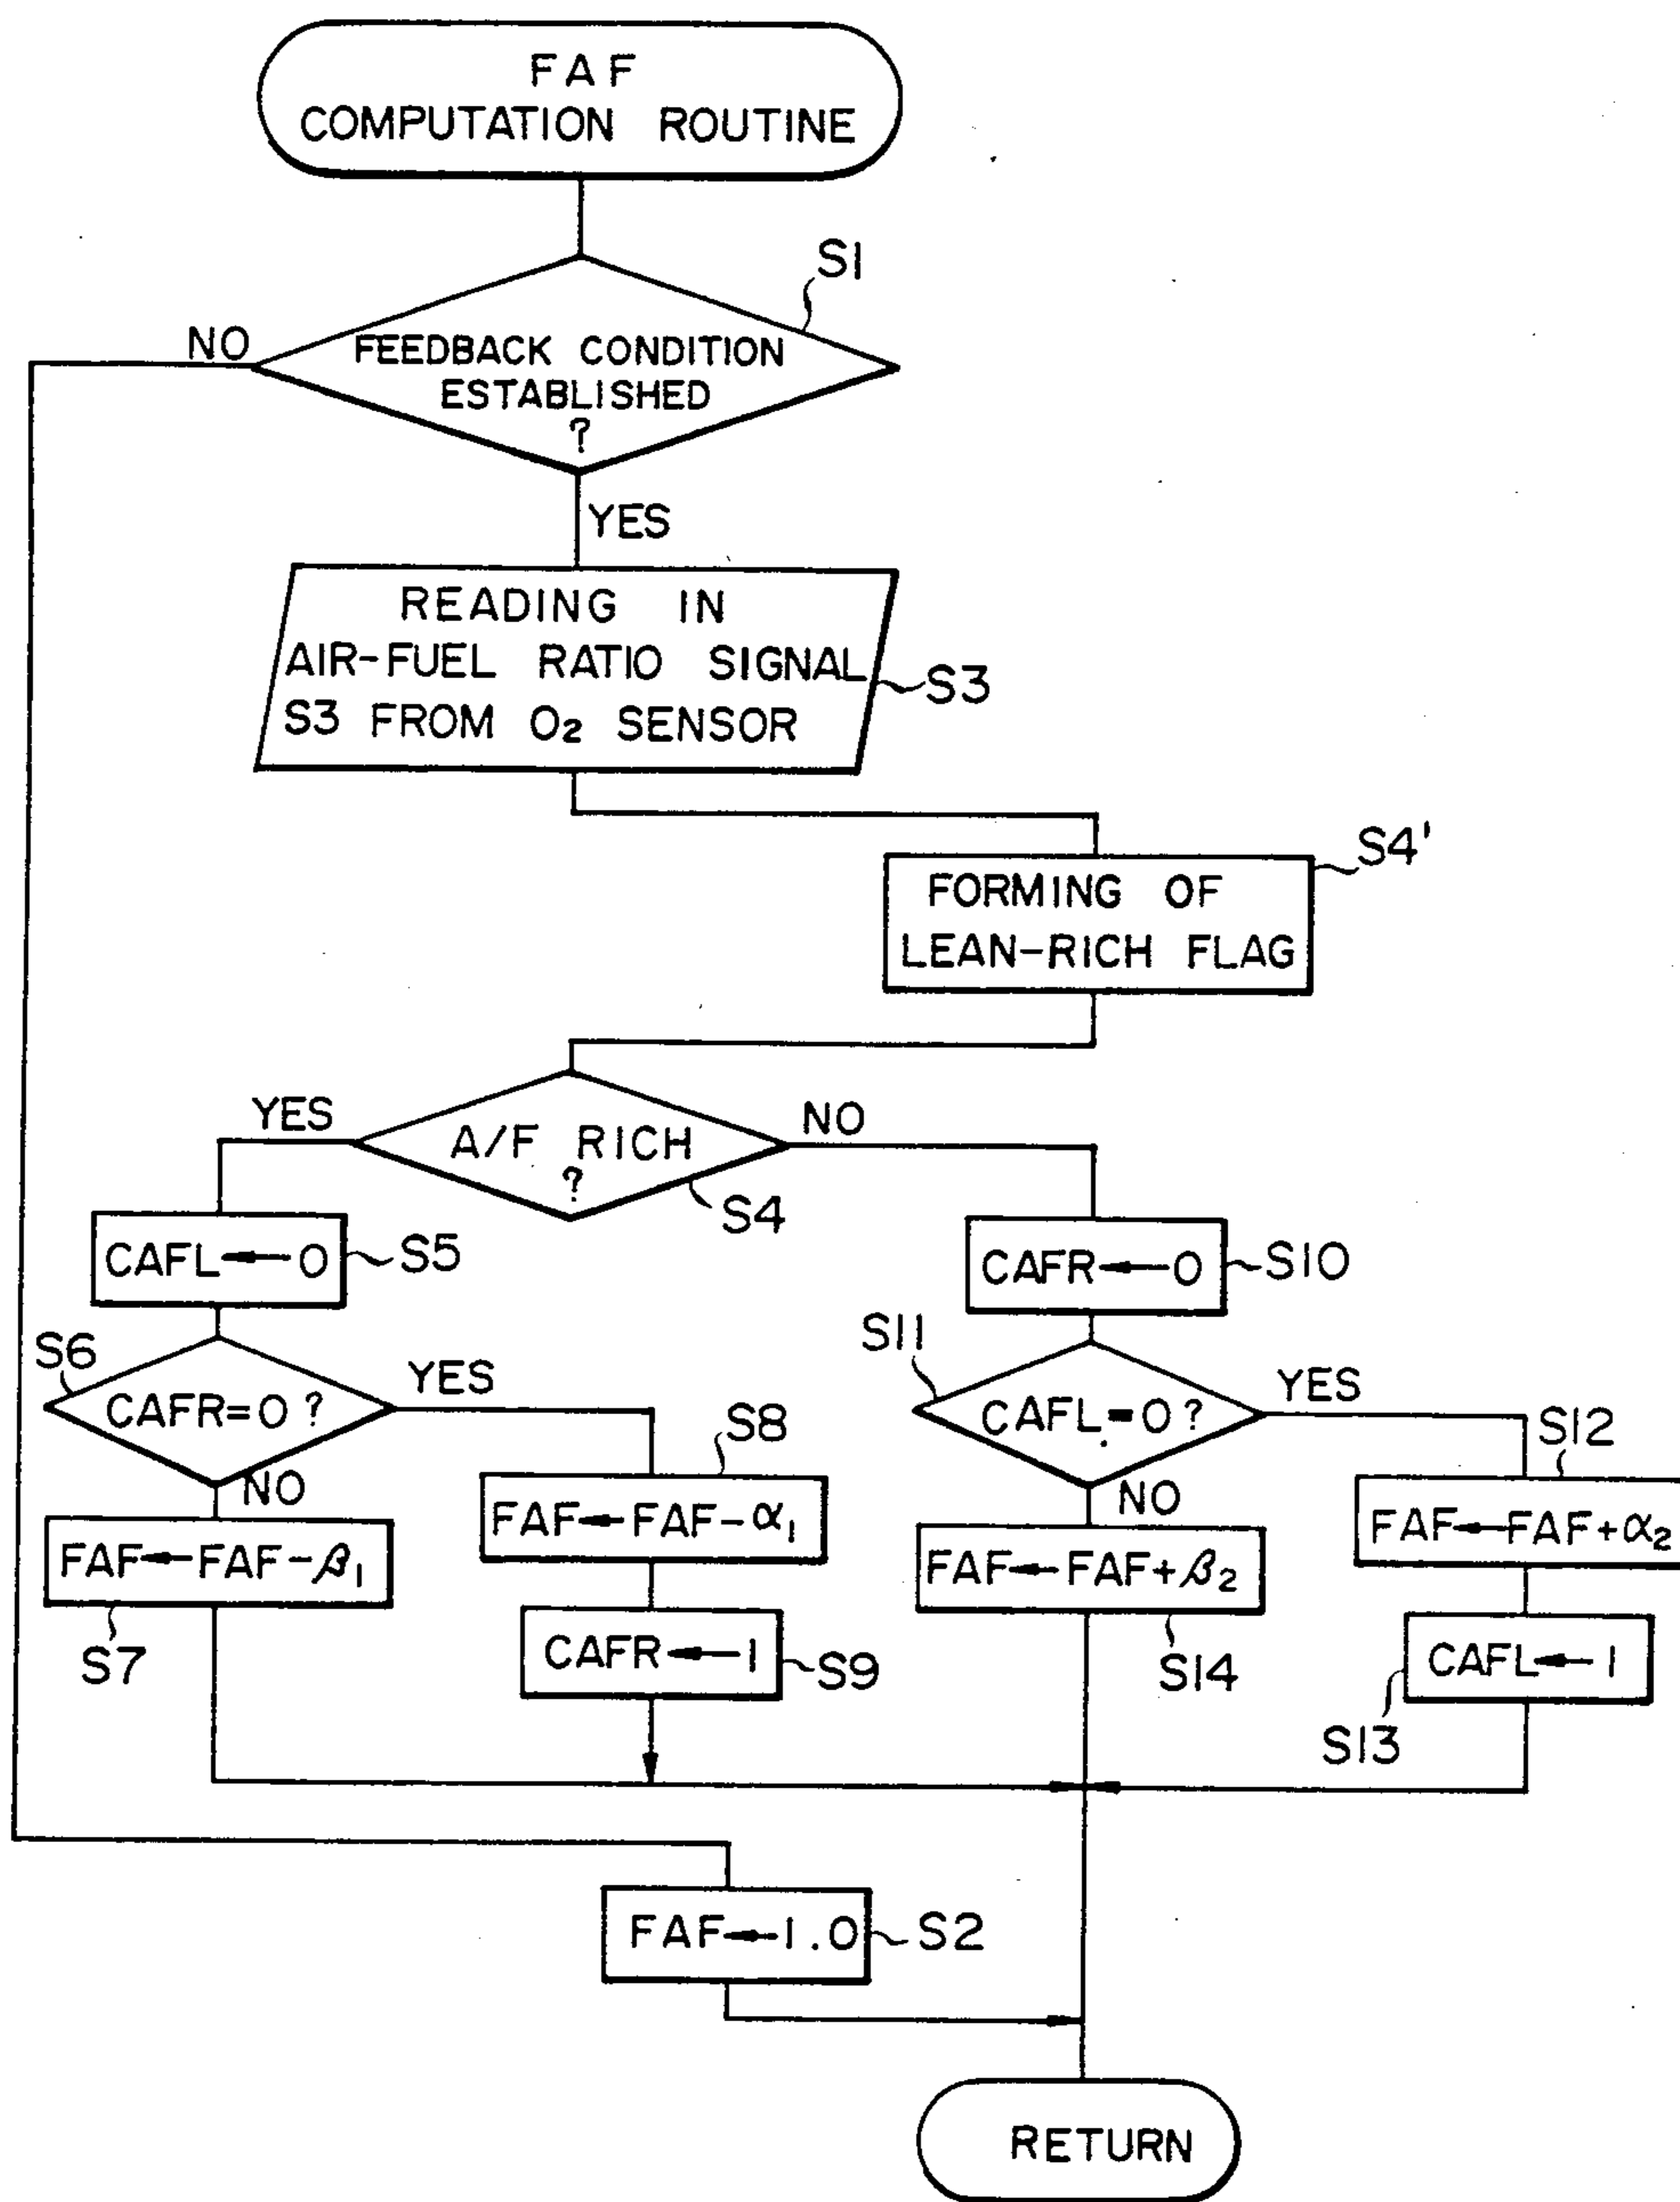 FAF
COMPUTATION ROUTINE
S1
NO
FEEDBACK CONDITION
ESTABLISHED
?
YES
READING IN
AIR-FUEL RATIO SIGNAL
S3 FROM O₂ SENSOR
S3
S4'
FORMING OF
LEAN-RICH FLAG
YES
A/F RICH
?
NO
S4
CAFL←0
S5
CAFR←0
S10
S6
CAFR=0?
YES
NO
S11
CAFL=0?
YES
NO
S8
FAF←FAF-α₁
S12
FAF←FAF+α₂
FAF←FAF-β₁
S7
FAF←FAF+β₂
S14
CAFR←1
S9
CAFL←1
S13
FAF←1.0
S2
RETURN